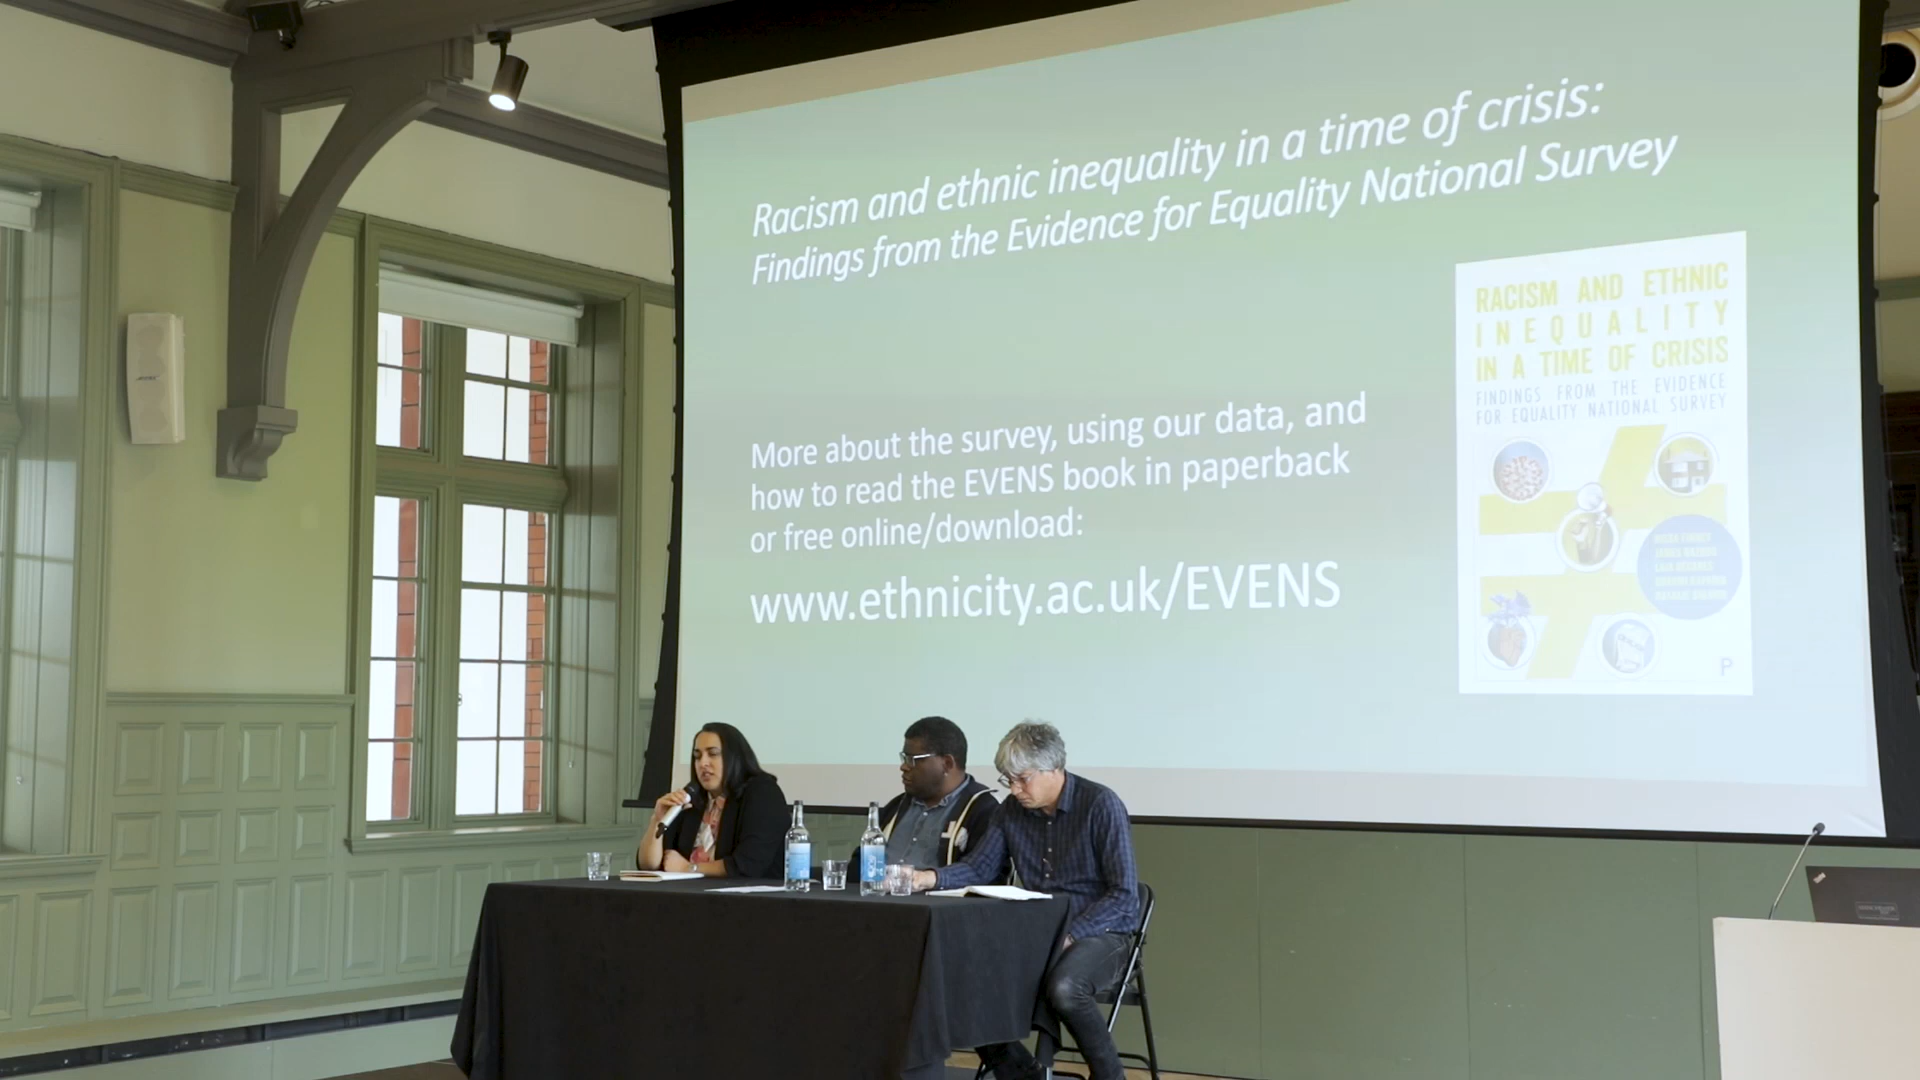 Racism and ethnic inequality in a time of crisis:
Findings from the Evidence for Equality National Survey
RACISM AND ETHNIC
INEQUALITY
IN A TIME OF CRISIS
FINDINGS FROM THE EVIDENCE
FOR EQUALITY NATIONAL SURVEY
More about the survey, using our data, and
how to read the EVENS book in paperback
or free online/download:
www.ethnicity.ac.uk/EVENS
P